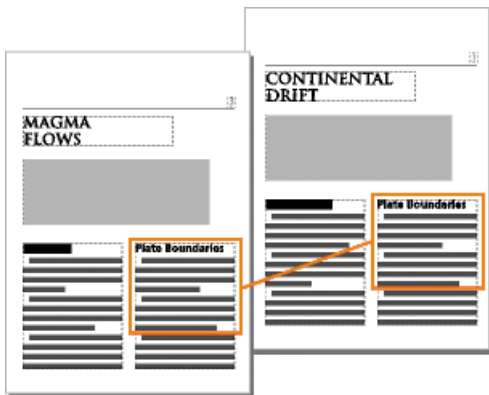 MAGMA
FLOWS
Plate Boundaries
CONTINENTAL
DRIFT
Plate Boundaries